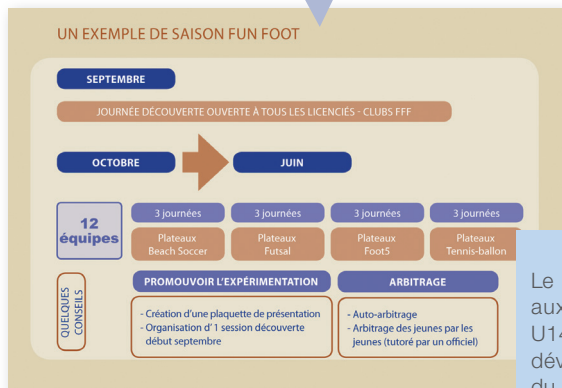 UN EXEMPLE DE SAISON FUN FOOT
SEPTEMBRE
JOURNÉE DÉCOUVERTE OUVERTE À TOUS LES LICENCIÉS - CLUBS FFF
OCTOBRE
JUIN
12
équipes
3 journées
Plateaux
Beach Soccer
3 journées
Plateaux
Futsal
3 journées
Plateaux
Foot5
3 journées
Plateaux
Tennis-ballon
QUELQUES
CONSEILS
PROMOUVOIR L'EXPÉRIMENTATION
- Création d'une plaquette de présentation
- Organisation d' 1 session découverte
début septembre
ARBITRAGE
- Auto-arbitrage
- Arbitrage des jeunes par les
jeunes (tutoré par un officiel)
Le
aux
U14
dév
du